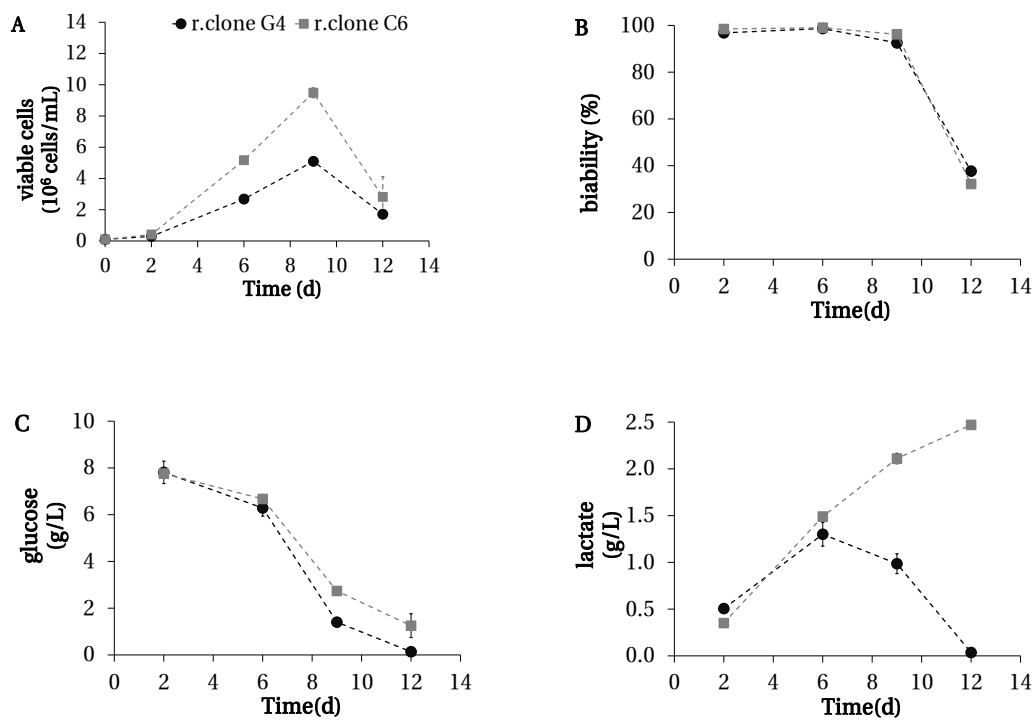 A
r.clone G4 r.clone C6
14
12
10
8
6
4
2
0
viable cells
(10⁶ cells/mL)
0 2 4 6 8 10 12 14
Time (d)
B
100
80
60
40
20
0
biability (%)
0 2 4 6 8 10 12 14
Time(d)
C
10
8
6
4
2
0
glucose
(g/L)
0 2 4 6 8 10 12 14
Time(d)
D
2.5
2.0
1.5
1.0
0.5
0.0
lactate
(g/L)
0 2 4 6 8 10 12 14
Time(d)